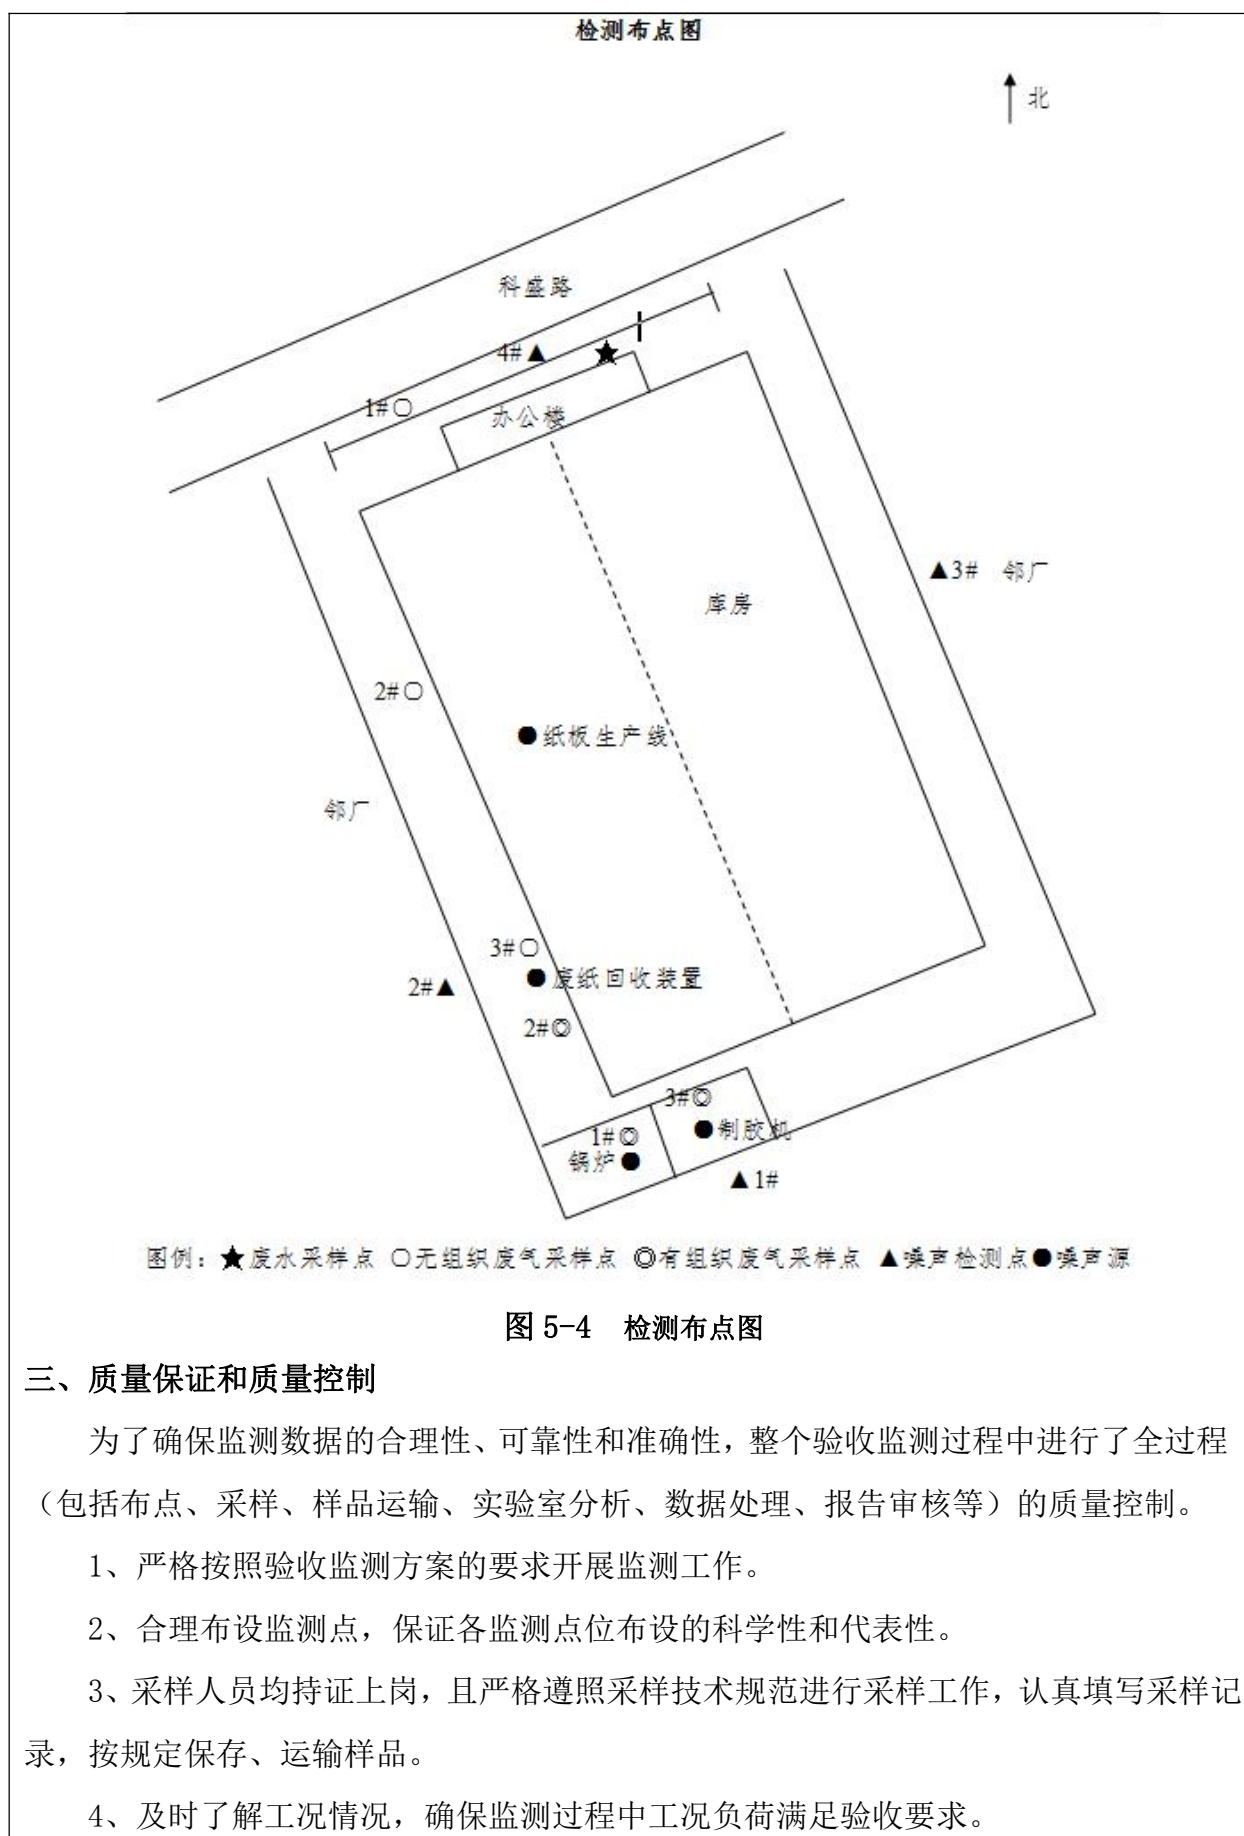 检测布点图
北
科盛路
4#▲ ★
1#○
办公楼
▲3# 邻厂
库房
2#○
●纸板生产线
邻厂
3#○
2#▲
●废纸回收装置
2#◎
3#◎
1#◎
●制胶机
锅炉●
▲1#
图例：★废水采样点 ○无组织废气采样点 ◎有组织废气采样点 ▲噪声检测点●噪声源
图 5-4 检测布点图
三、质量保证和质量控制
为了确保监测数据的合理性、可靠性和准确性，整个验收监测过程中进行了全过程
（包括布点、采样、样品运输、实验室分析、数据处理、报告审核等）的质量控制。
1、严格按照验收监测方案的要求开展监测工作。
2、合理布设监测点，保证各监测点位布设的科学性和代表性。
3、采样人员均持证上岗，且严格遵照采样技术规范进行采样工作，认真填写采样记
录，按规定保存、运输样品。
4、及时了解工况情况，确保监测过程中工况负荷满足验收要求。